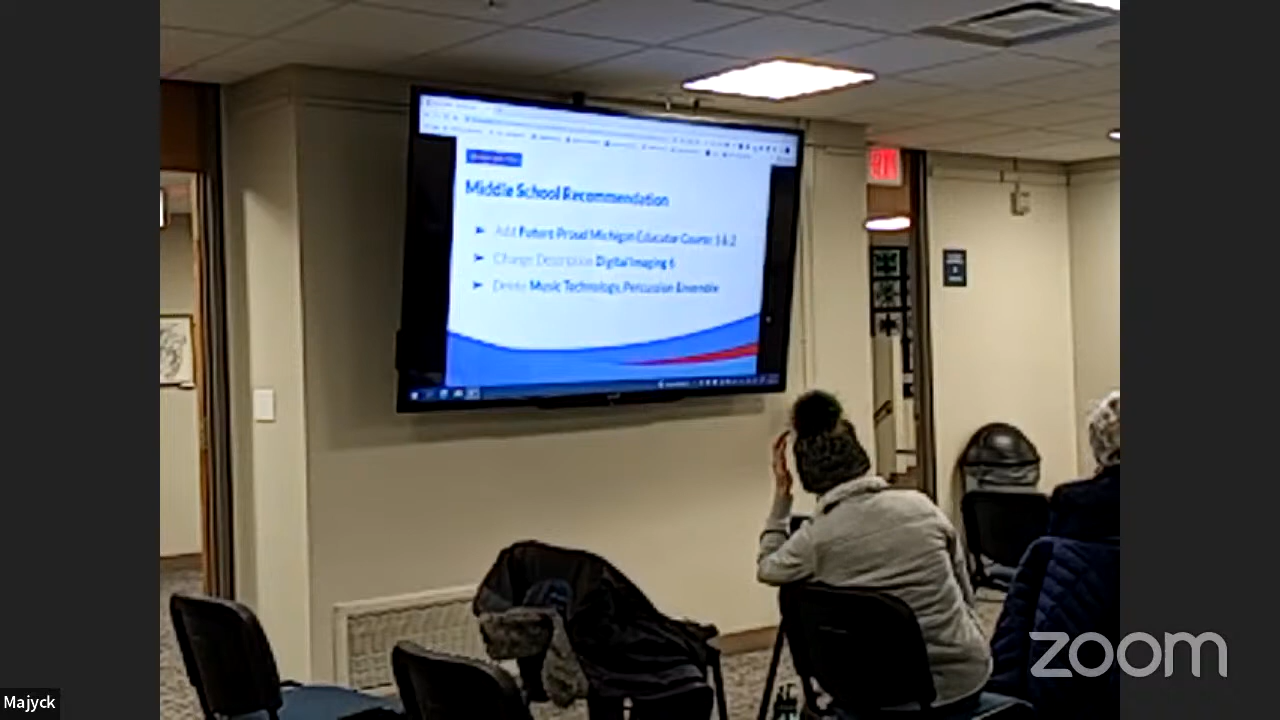 Middle School Recommendation
➤ Add Future Proud Michigan Educator Course 1 & 2
➤ Change Description Digital Imaging 6
➤ Delete Music Technology, Percussion Ensemble
EXIT
Majyck
zoom